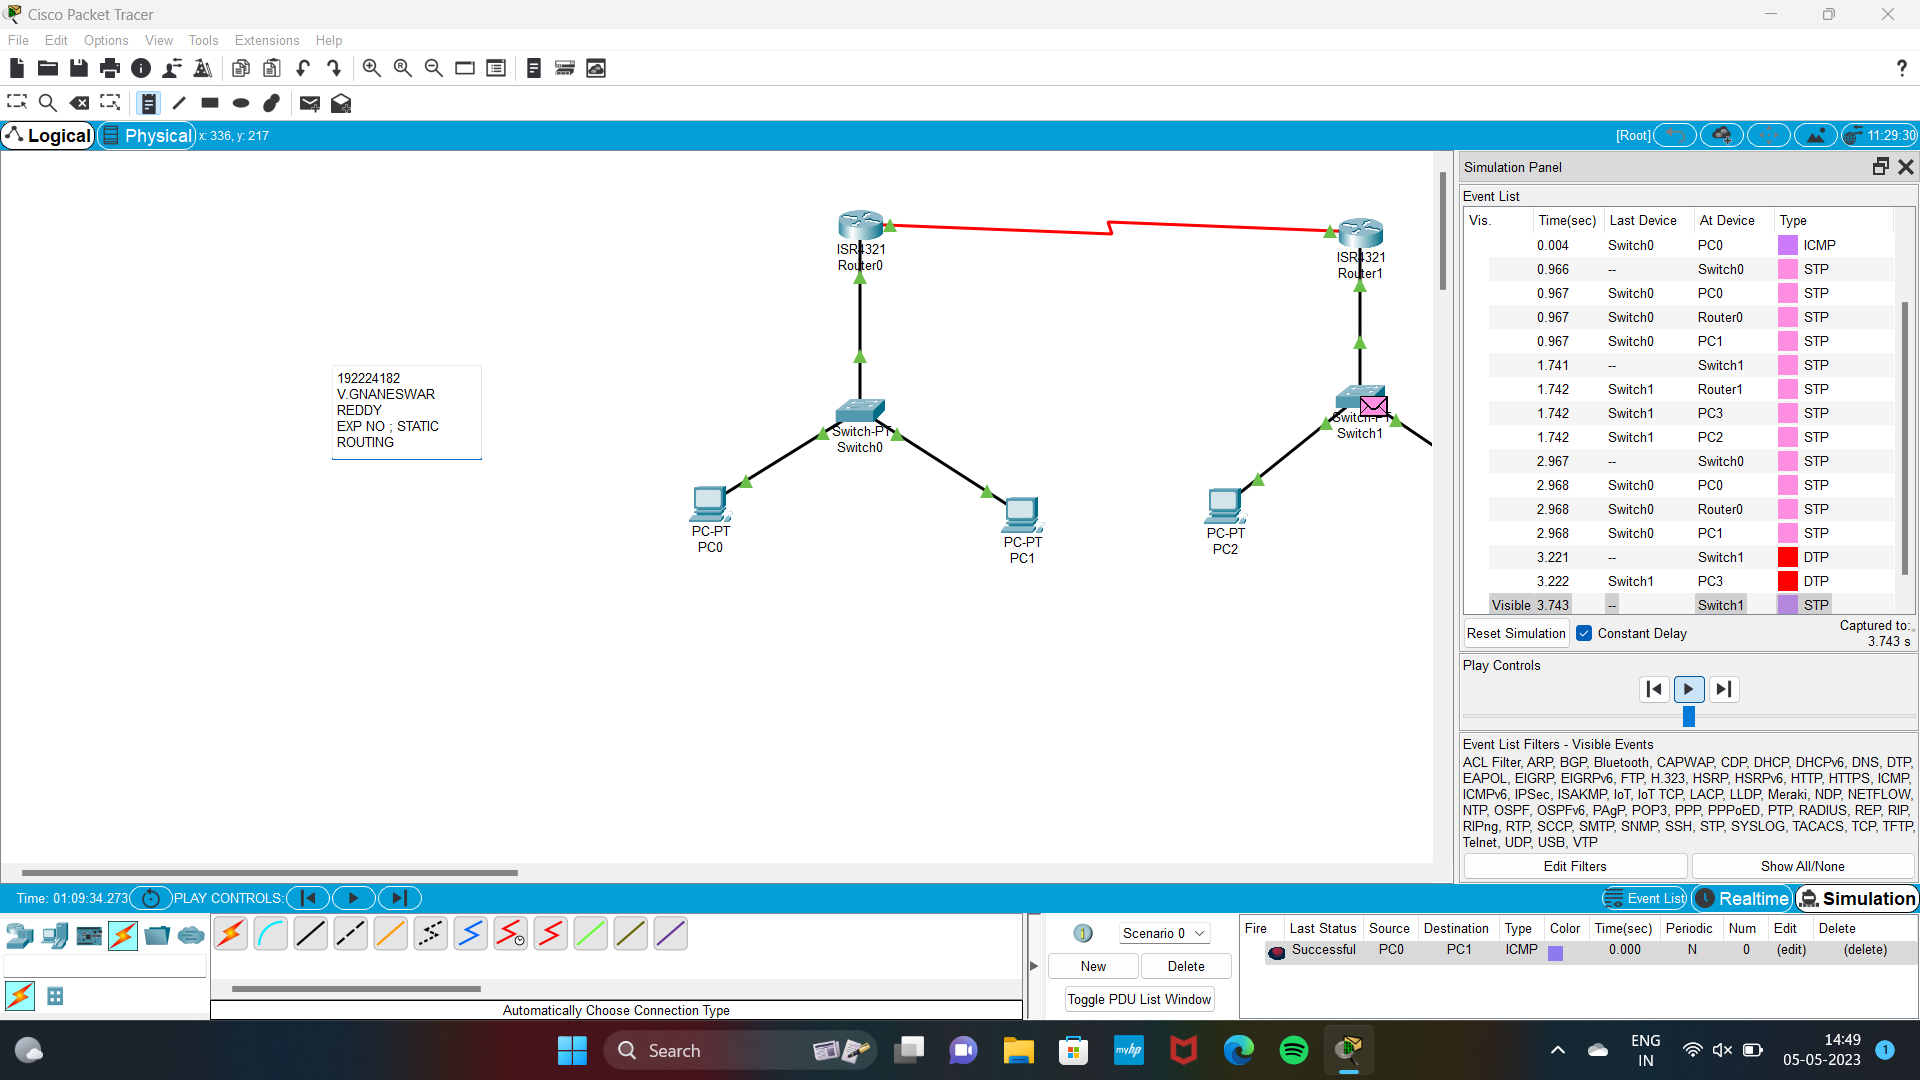 Cisco Packet Tracer
File Edit Options View Tools Extensions Help
?
Logical Physical x: 336, y: 217
[Root] 11:29:30
ISR4321
Router0
ISR4321
Router1
192224182
V.GNANESWAR
REDDY
EXP NO ; STATIC
ROUTING
Switch-PT
Switch0
Switch-PT
Switch1
PC-PT
PC0
PC-PT
PC1
PC-PT
PC2
Simulation Panel
Event List
Vis. Time(sec) Last Device At Device Type
0.004 Switch0 PC0 ICMP
0.966 -- Switch0 STP
0.967 Switch0 PC0 STP
0.967 Switch0 Router0 STP
0.967 Switch0 PC1 STP
1.741 -- Switch1 STP
1.742 Switch1 Router1 STP
1.742 Switch1 PC3 STP
1.742 Switch1 PC2 STP
2.967 -- Switch0 STP
2.968 Switch0 PC0 STP
2.968 Switch0 Router0 STP
2.968 Switch0 PC1 STP
3.221 -- Switch1 DTP
3.222 Switch1 PC3 DTP
Visible 3.743 -- Switch1 STP
Reset Simulation Constant Delay Captured to:
3.743 s
Play Controls
Event List Filters - Visible Events
ACL Filter, ARP, BGP, Bluetooth, CAPWAP, CDP, DHCP, DHCPv6, DNS, DTP,
EAPOL, EIGRP, EIGRPv6, FTP, H.323, HSRP, HSRPv6, HTTP, HTTPS, ICMP,
ICMPv6, IPSec, ISAKMP, IoT, IoT TCP, LACP, LLDP, Meraki, NDP, NETFLOW,
NTP, OSPF, OSPFv6, PAgP, POP3, PPP, PPPoED, PTP, RADIUS, REP, RIP,
RIPng, RTP, SCCP, SMTP, SNMP, SSH, STP, SYSLOG, TACACS, TCP, TFTP,
Telnet, UDP, USB, VTP
Edit Filters Show All/None
Time: 01:09:34.273 PLAY CONTROLS: Event List Realtime Simulation
Automatically Choose Connection Type
1 Scenario 0
New Delete
Toggle PDU List Window
Fire Last Status Source Destination Type Color Time(sec) Periodic Num Edit Delete
Successful PC0 PC1 ICMP 0.000 N 0 (edit) (delete)
Search
myhp
ENG
IN
14:49
05-05-2023
1